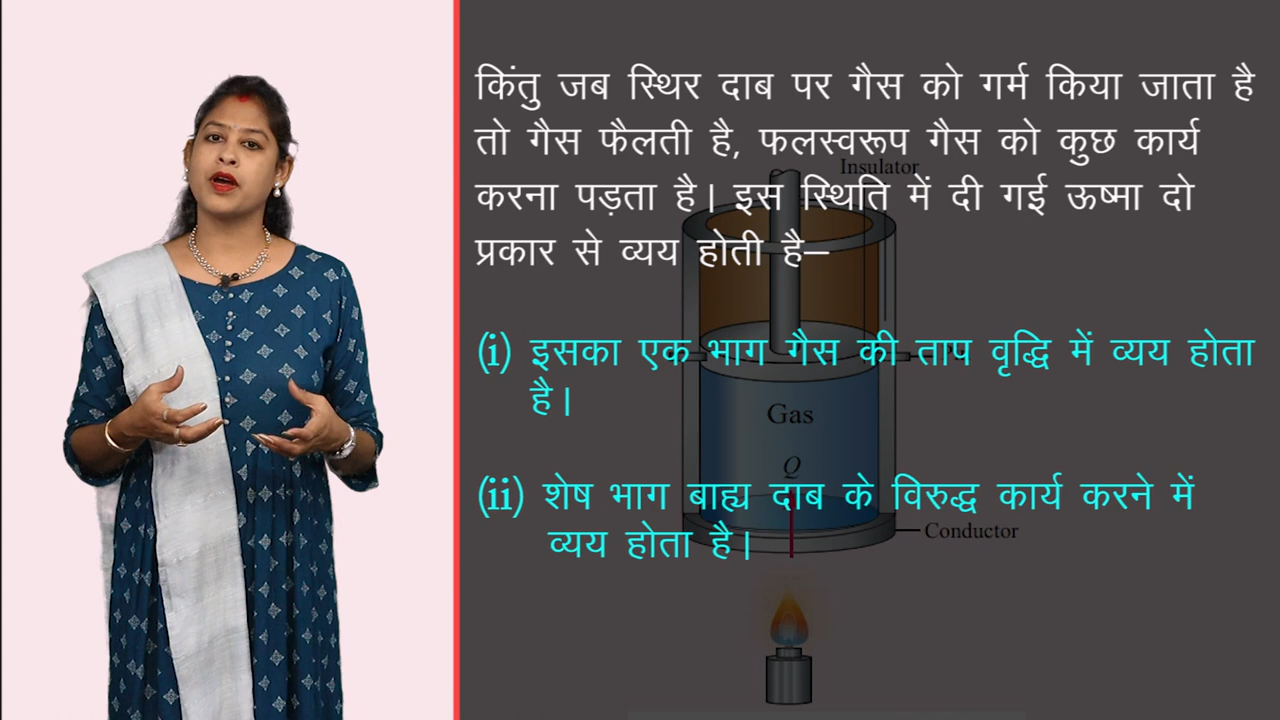 किंतु जब स्थिर दाब पर गैस को गर्म किया जाता है
तो गैस फैलती है, फलस्वरूप गैस को कुछ कार्य
Insulator
करना पड़ता है। इस स्थिति में दी गई ऊष्मा दो
प्रकार से व्यय होती है–
(i) इसका एक भाग गैस की ताप वृद्धि में व्यय होता
है।
Gas
Q
(ii) शेष भाग बाह्य दाब के विरुद्ध कार्य करने में
Conductor
व्यय होता है।